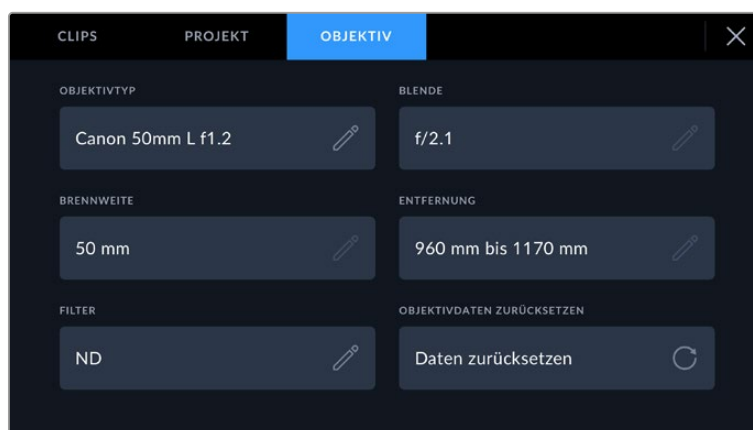 CLIPS PROJEKT OBJEKTIV
OBJEKTIVTYP BLENDE
Canon 50mm L f1.2 f/2.1
BRENNWEITE ENTFERNUNG
50 mm 960 mm bis 1170 mm
FILTER OBJEKTIVDATEN ZURÜCKSETZEN
ND Daten zurücksetzen